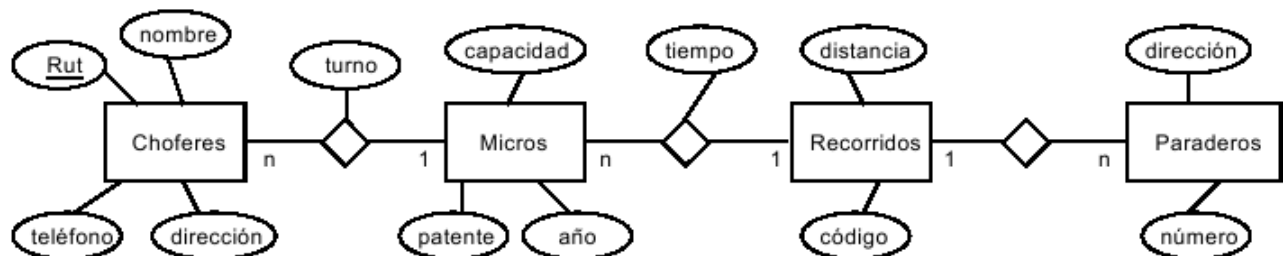 nombre
Rut
turno
capacidad
tiempo
distancia
dirección
Choferes
n
1
Micros
n
1
Recorridos
1
n
Paraderos
teléfono
dirección
patente
año
código
número